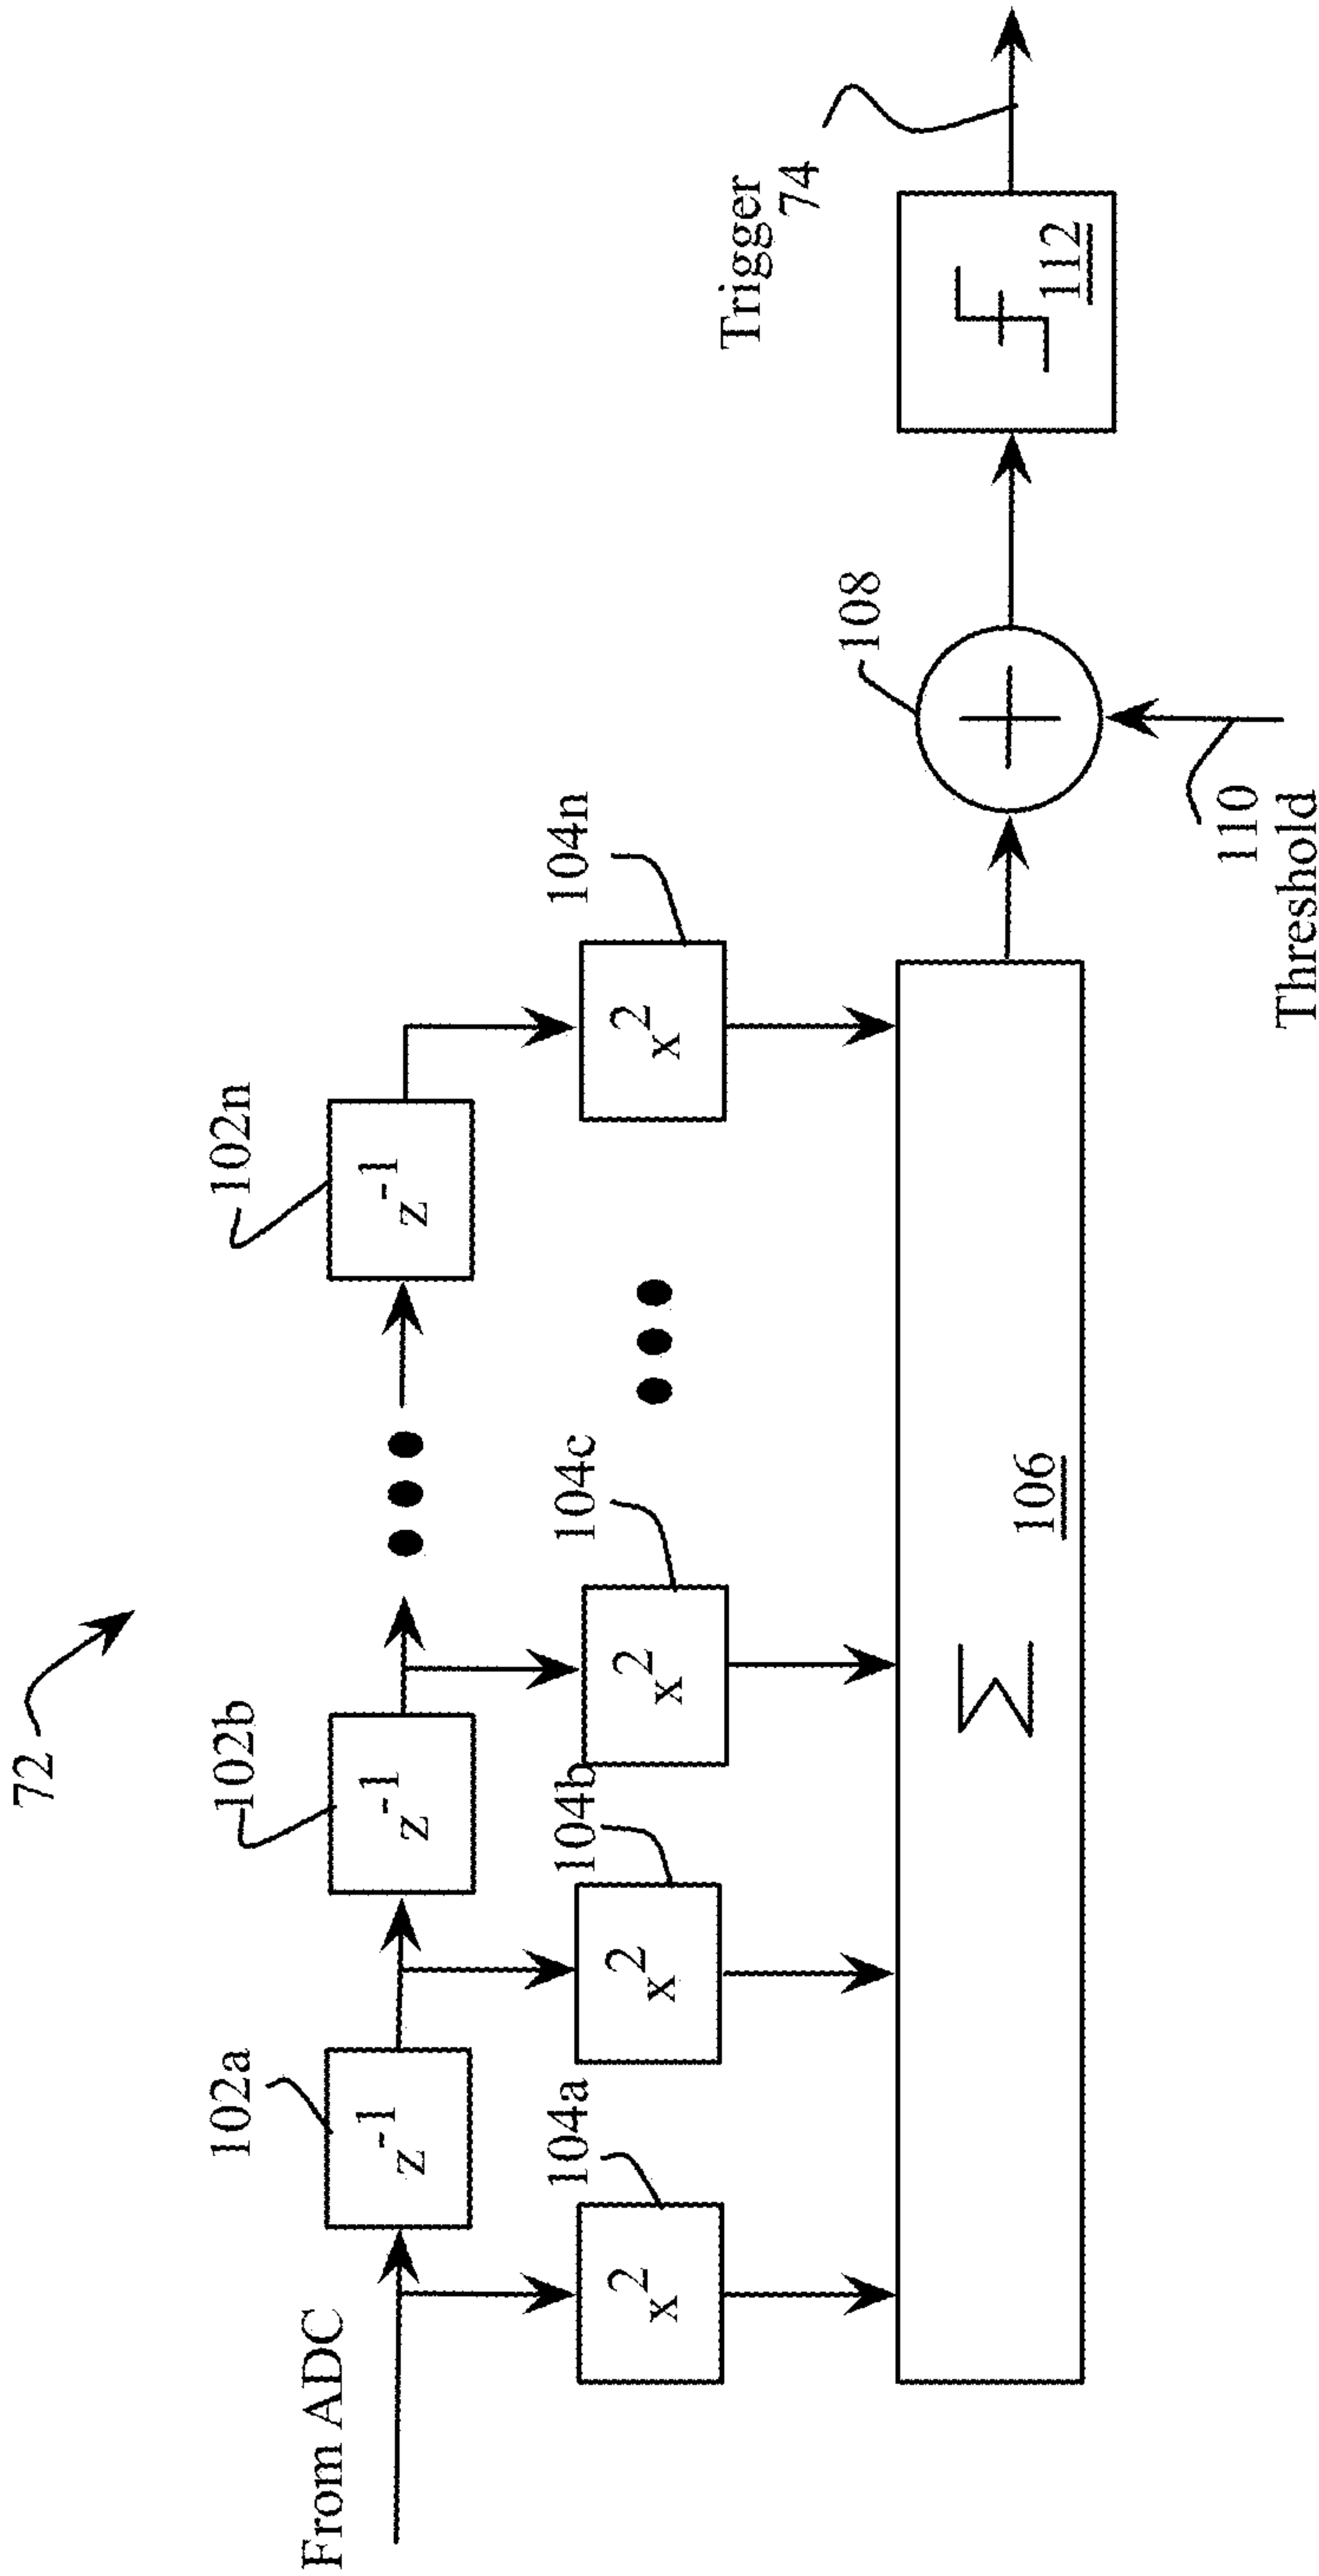 72
From ADC
102a
102b
102n
z-1
z-1
z-1
104a
104b
104c
104n
x2
x2
x2
x2
Σ
106
108
+
110
Threshold
112
Trigger
74